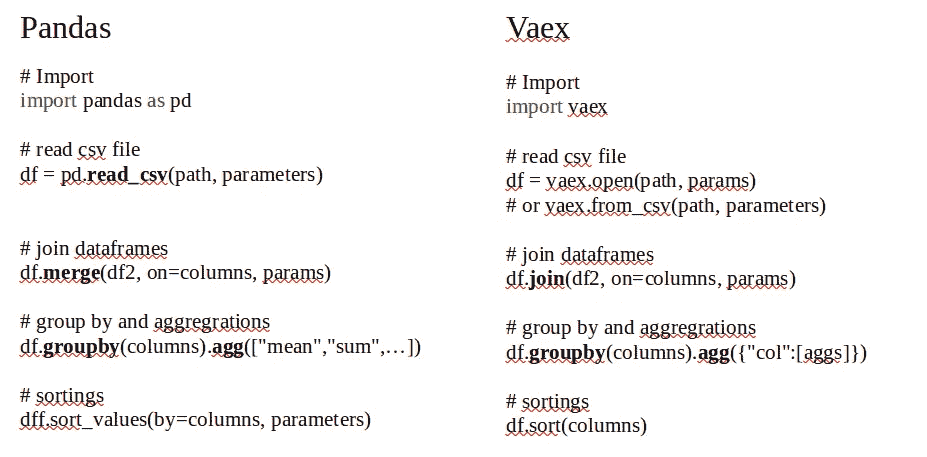 Pandas
# Import
import pandas as pd
# read csv file
df = pd.read_csv(path, parameters)
# join dataframes
df.merge(df2, on=columns, params)
# group by and aggregrations
df.groupby(columns).agg(["mean","sum",…])
# sortings
dff.sort_values(by=columns, parameters)
Vaex
# Import
import vaex
# read csv file
df = vaex.open(path, params)
# or vaex.from_csv(path, parameters)
# join dataframes
df.join(df2, on=columns, params)
# group by and aggregrations
df.groupby(columns).agg({"col":[aggs]})
# sortings
df.sort(columns)